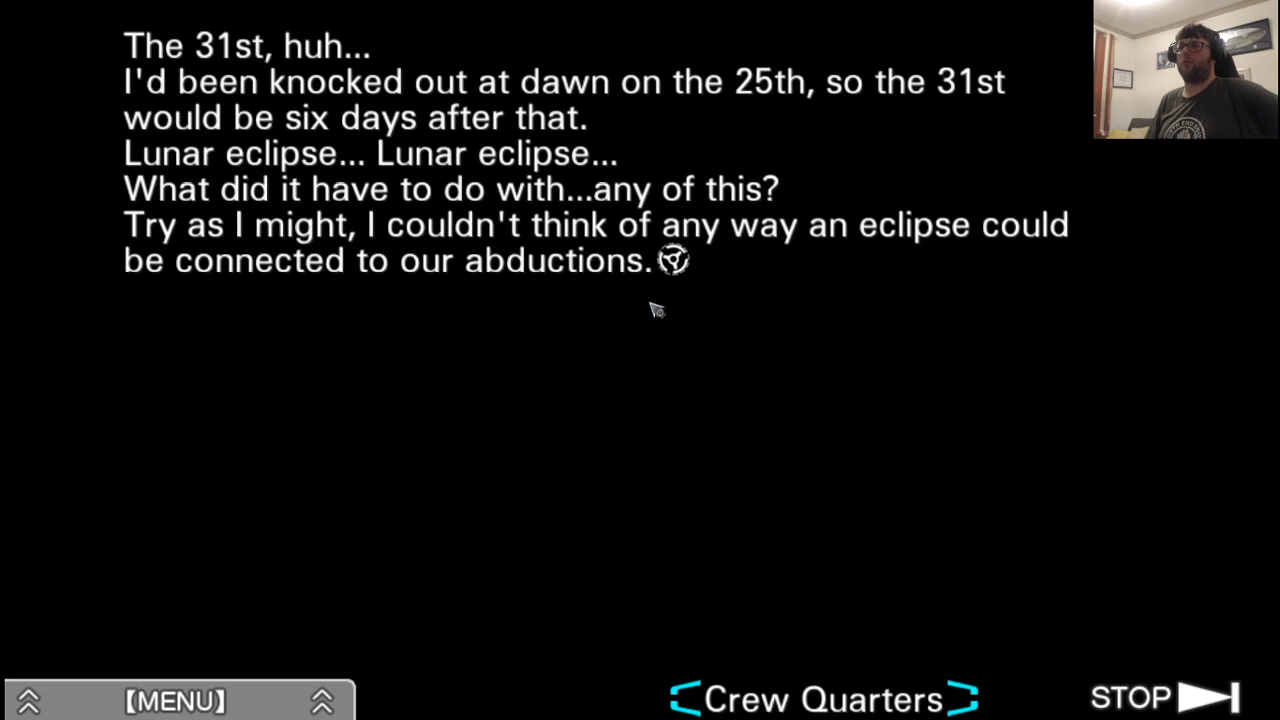 The 31st, huh...
I'd been knocked out at dawn on the 25th, so the 31st
would be six days after that.
Lunar eclipse... Lunar eclipse...
What did it have to do with...any of this?
Try as I might, I couldn't think of any way an eclipse could
be connected to our abductions.
【MENU】
Crew Quarters
STOP